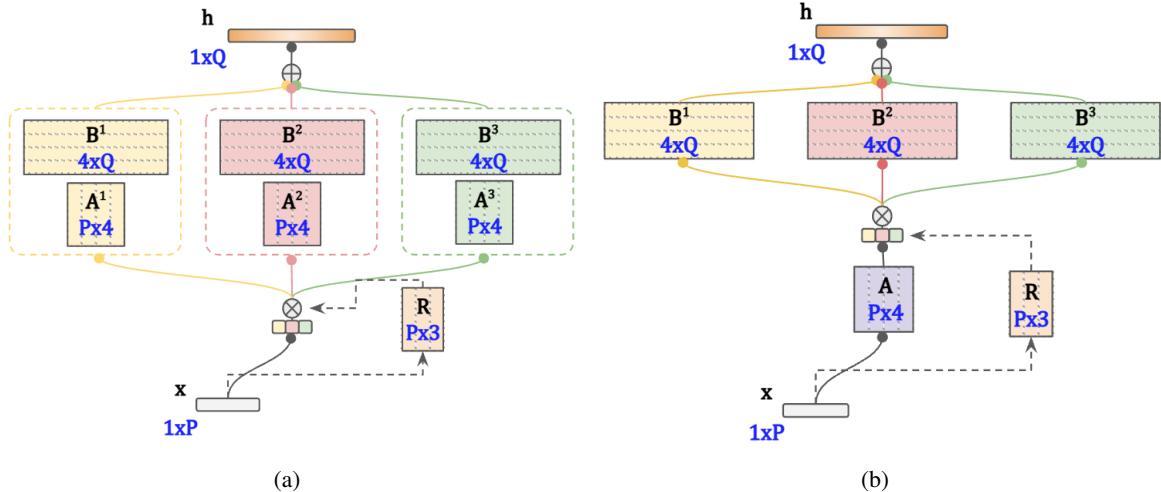 h
1xQ
B¹ B² B³
4xQ 4xQ 4xQ
A¹ A² A³
Px4 Px4 Px4
R
Px3
x
1xP
(a)
h
1xQ
B¹ B² B³
4xQ 4xQ 4xQ
A R
Px4 Px3
x
1xP
(b)